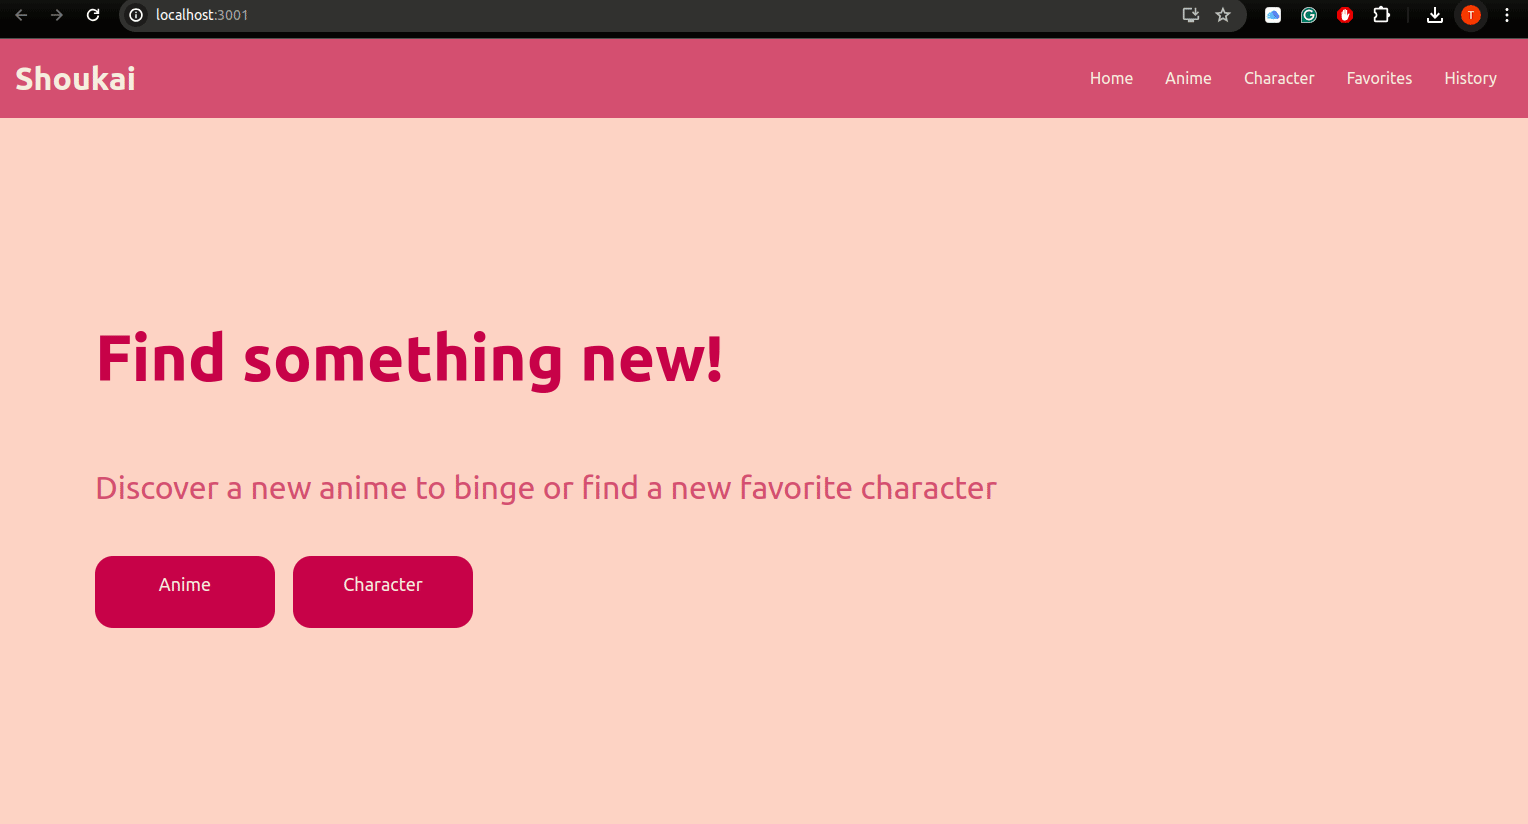 localhost:3001
T
Shoukai
Home Anime Character Favorites History
Find something new!
Discover a new anime to binge or find a new favorite character
Anime Character